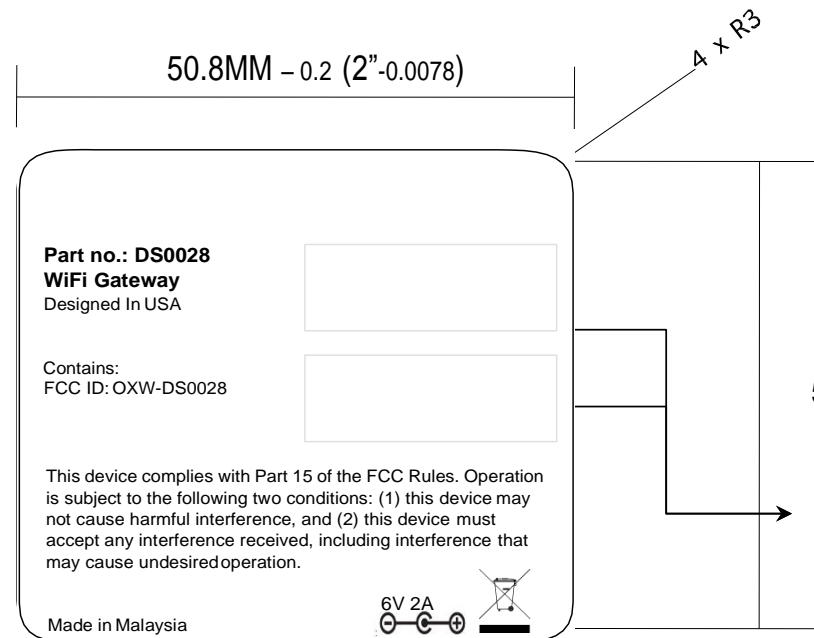 50.8MM – 0.2 (2”-0.0078)
4 x R3
Part no.: DS0028
WiFi Gateway
Designed In USA
Contains:
FCC ID: OXW-DS0028
This device complies with Part 15 of the FCC Rules. Operation
is subject to the following two conditions: (1) this device may
not cause harmful interference, and (2) this device must
accept any interference received, including interference that
may cause undesired operation.
6V 2A
Made in Malaysia